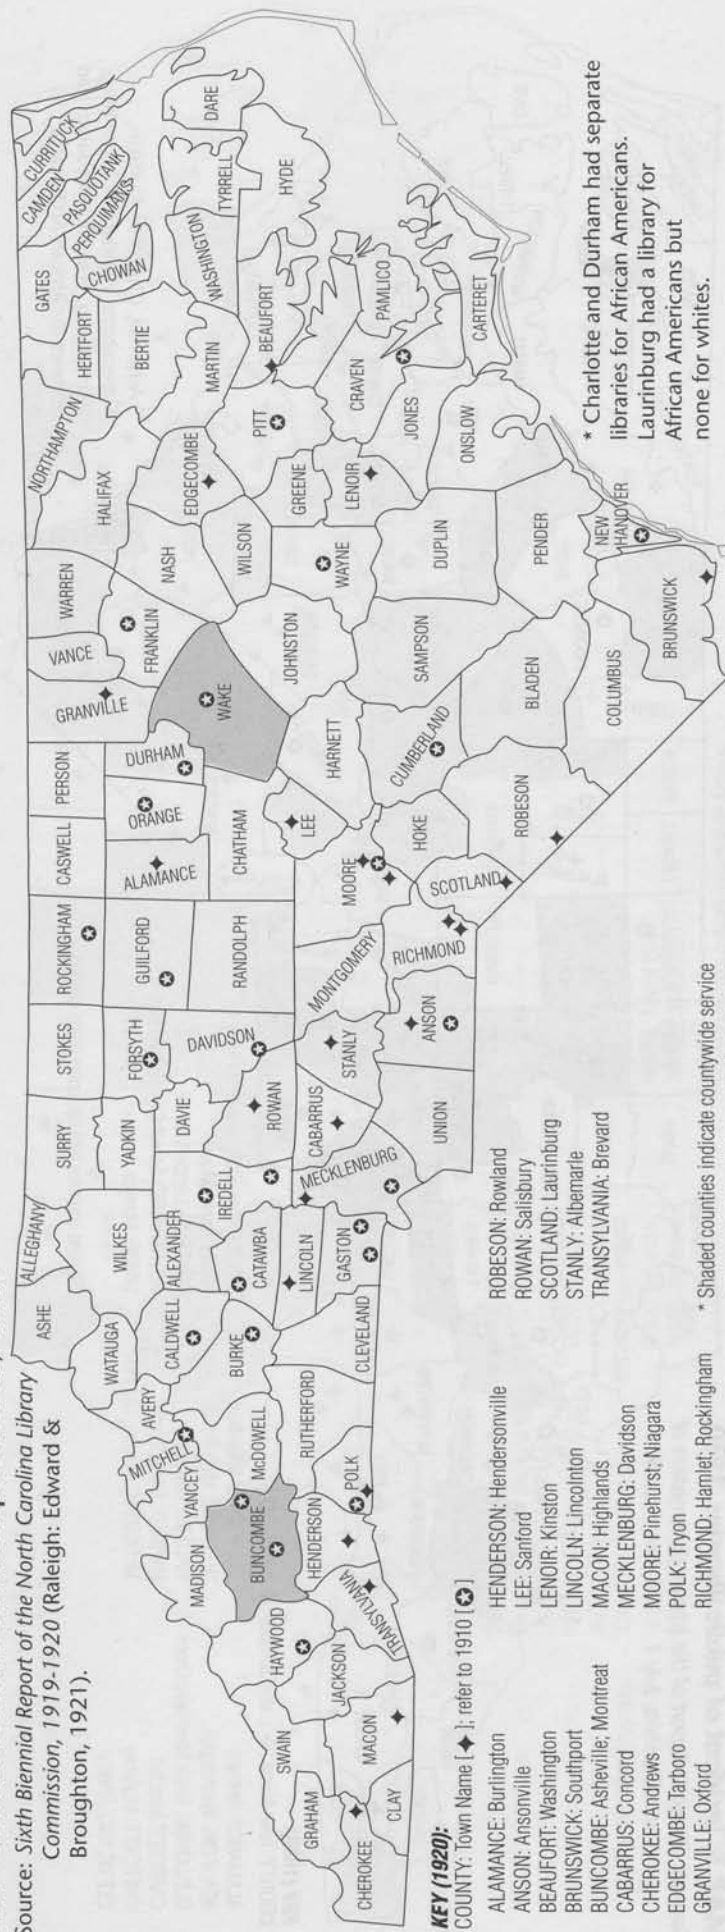 Source: Sixth Biennial Report of the North Carolina Library
Commission, 1919-1920 (Raleigh: Edward &
Broughton, 1921).
CURRITUCK
CAMDEN
PASQUOTANK
PERQUIMANS
GATES
CHOWAN
HERTFORT
BERTIE
NORTHAMPTON
HALIFAX
WARREN
VANCE
GRANVILLE
PERSON
CASWELL
ROCKINGHAM
STOKES
SURRY
ALLEGHANY
ASHE
DARE
TYRRELL
WASHINGTON
MARTIN
EDGECOMBE
NASH
FRANKLIN
DURHAM
ORANGE
ALAMANCE
GUILFORD
FORSYTH
YADKIN
WILKES
WATAUGA
HYDE
BEAUFORT
PITT
GREENE
WILSON
WAKE
CHATHAM
RANDOLPH
DAVIDSON
DAVIE
ROWAN
IREDELL
ALEXANDER
CALDWELL
AVERY
MITCHELL
YANCEY
MADISON
PAMLICO
CRAVEN
LENOIR
WAYNE
JOHNSTON
HARNETT
LEE
MOORE
MONTGOMERY
STANLY
CABARRUS
MECKLENBURG
CATAWBA
LINCOLN
GASTON
BURKE
CLEVELAND
McDOWELL
RUTHERFORD
BUNCOMBE
POLK
HENDERSON
TRANSYLVANIA
HAYWOOD
JACKSON
SWAIN
MACON
GRAHAM
CLAY
CHEROKEE
CARTERET
JONES
ONSLOW
DUPLIN
SAMPSON
CUMBERLAND
HOKE
SCOTLAND
RICHMOND
ANSON
UNION
PENDER
NEW
HANOVER
BLADEN
ROBESON
COLUMBUS
BRUNSWICK
* Charlotte and Durham had separate
libraries for African Americans.
Laurinburg had a library for
African Americans but
none for whites.
KEY (1920):
COUNTY: Town Name [✦]; refer to 1910 [✪]
ALAMANCE: Burlington
ANSON: Ansonville
BEAUFORT: Washington
BRUNSWICK: Southport
BUNCOMBE: Asheville; Montreat
CABARRUS: Concord
CHEROKEE: Andrews
EDGECOMBE: Tarboro
GRANVILLE: Oxford
HENDERSON: Hendersonville
LEE: Sanford
LENOIR: Kinston
LINCOLN: Lincolnton
MACON: Highlands
MECKLENBURG: Davidson
MOORE: Pinehurst; Niagara
POLK: Tryon
RICHMOND: Hamlet; Rockingham
ROBESON: Rowland
ROWAN: Salisbury
SCOTLAND: Laurinburg
STANLY: Albemarle
TRANSYLVANIA: Brevard
* Shaded counties indicate countywide service